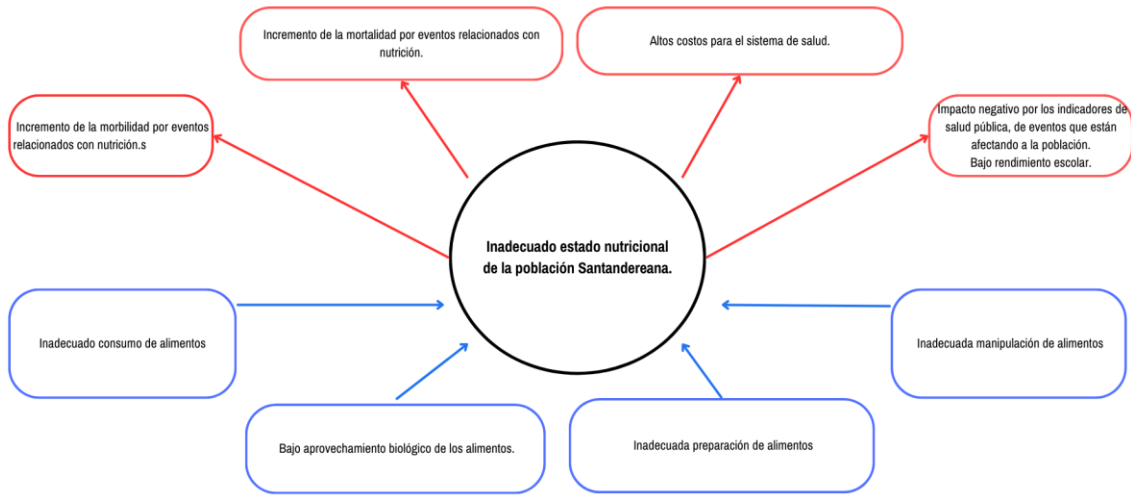 Incremento de la mortalidad por eventos relacionados con
nutrición.
Altos costos para el sistema de salud.
Incremento de la morbilidad por eventos
relacionados con nutrición.s
Impacto negativo por los indicadores de
salud pública, de eventos que están
afectando a la población.
Bajo rendimiento escolar.
Inadecuado estado nutricional
de la población Santandereana.
Inadecuado consumo de alimentos
Inadecuada manipulación de alimentos
Bajo aprovechamiento biológico de los alimentos.
Inadecuada preparación de alimentos